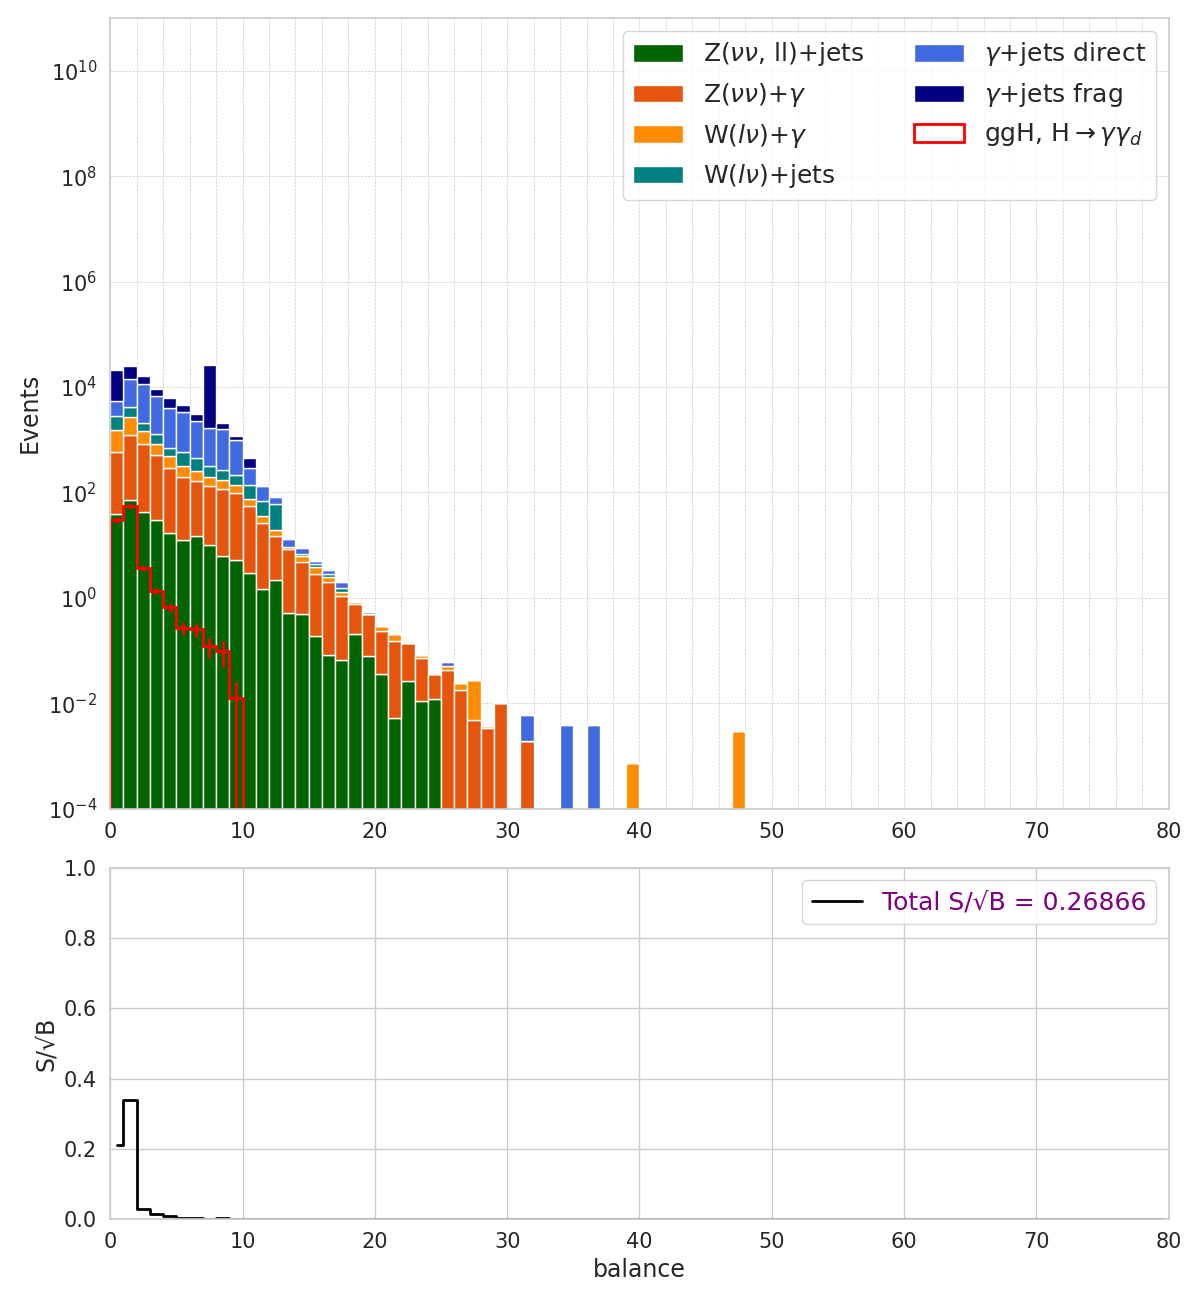 Z(νν, ll)+jets
Z(νν)+γ
W(lν)+γ
W(lν)+jets
γ+jets direct
γ+jets frag
ggH, H→γγ_d
Events
10^10
10^8
10^6
10^4
10^2
10^0
10^−2
10^−4
0 10 20 30 40 50 60 70 80
Total S/√B = 0.26866
S/√B
1.0
0.8
0.6
0.4
0.2
0.0
0 10 20 30 40 50 60 70 80
balance